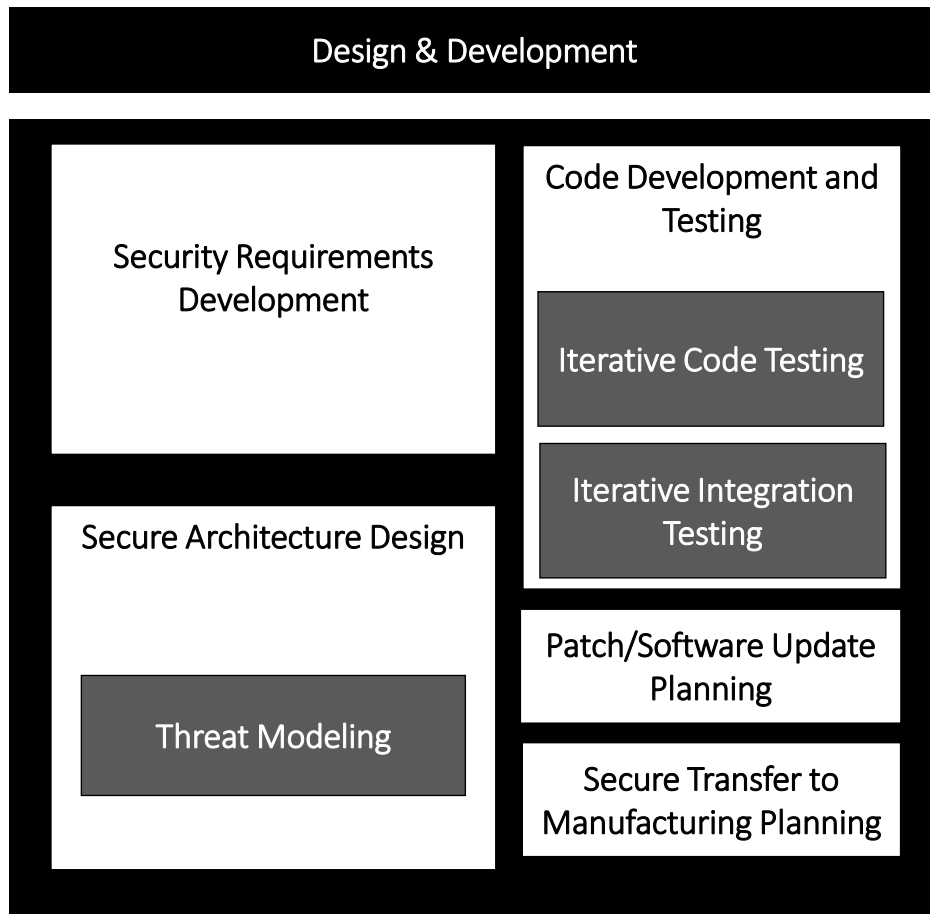 Design & Development
Security Requirements
Development
Secure Architecture Design
Threat Modeling
Code Development and
Testing
Iterative Code Testing
Iterative Integration
Testing
Patch/Software Update
Planning
Secure Transfer to
Manufacturing Planning